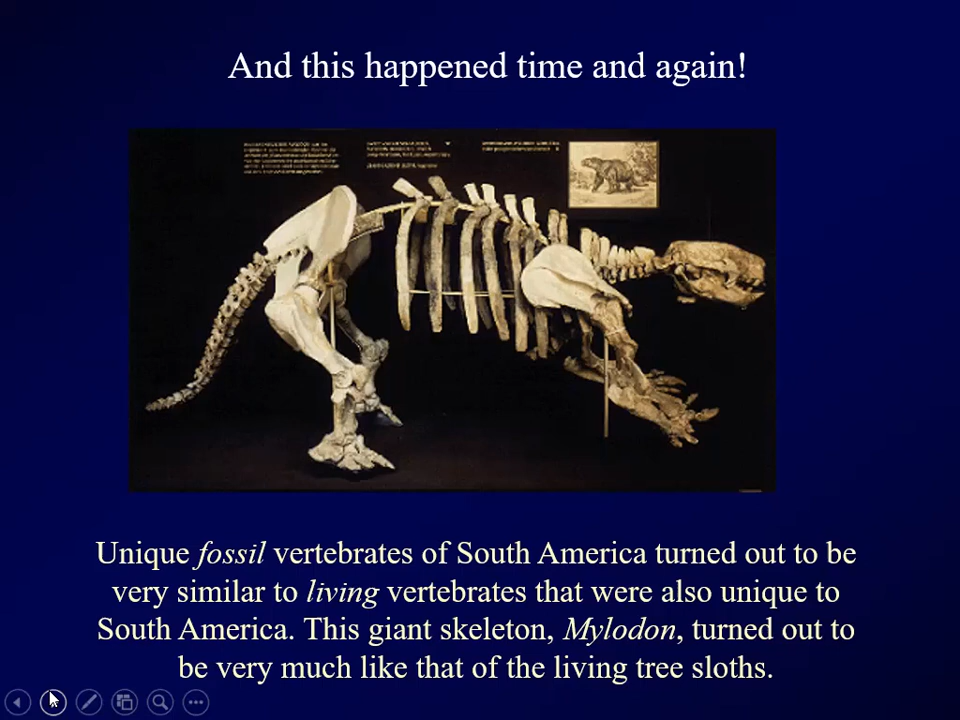 And this happened time and again!
Unique fossil vertebrates of South America turned out to be
very similar to living vertebrates that were also unique to
South America. This giant skeleton, Mylodon, turned out to
be very much like that of the living tree sloths.